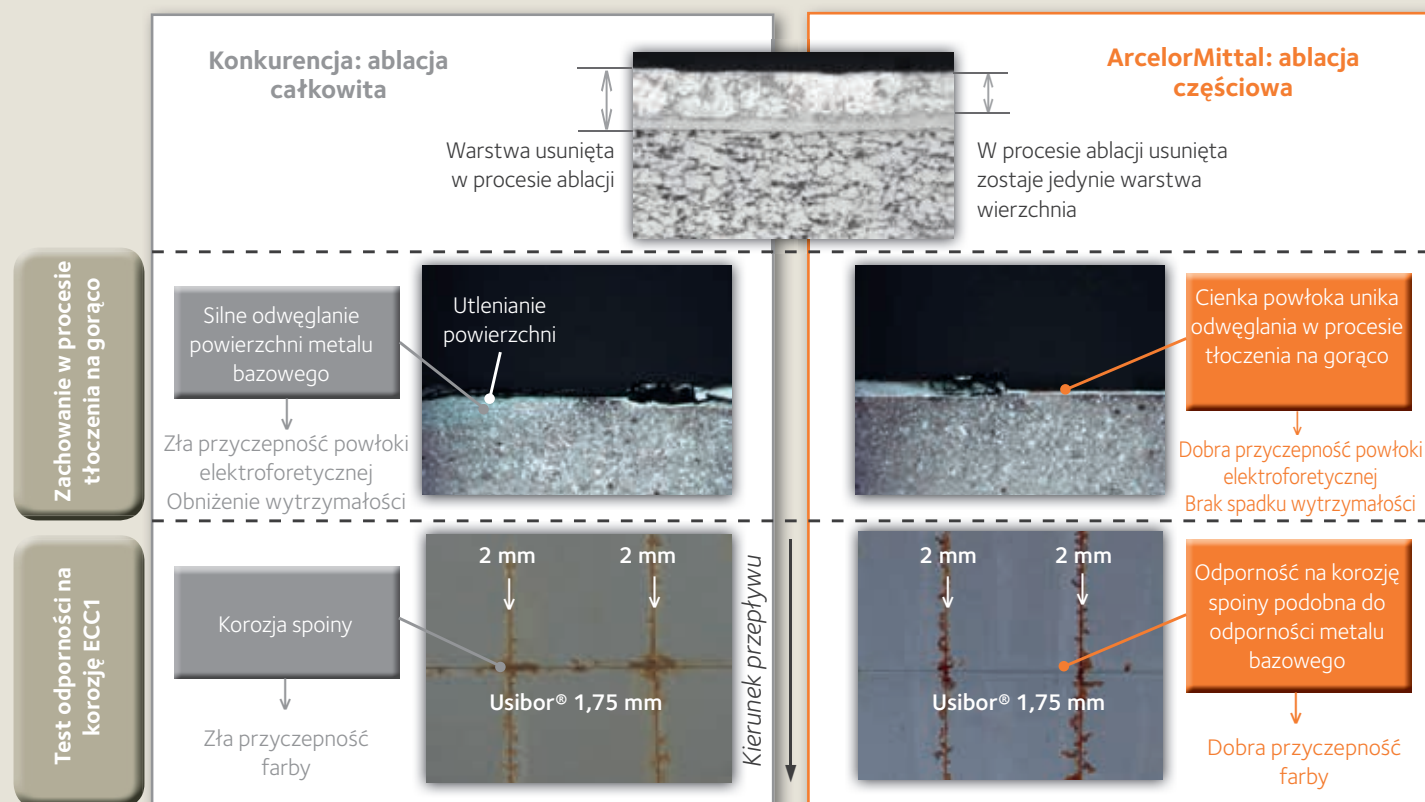 Konkurencja: ablacja
całkowita
ArcelorMittal: ablacja
częściowa
Warstwa usunięta
w procesie ablacji
W procesie ablacji usunięta
zostaje jedynie warstwa
wierzchnia
Zachowanie w procesie
tłoczenia na gorąco
Silne odwęglanie
powierzchni metalu
bazowego
Utlenianie
powierzchni
Zła przyczepność powłoki
elektroforetycznej
Obniżenie wytrzymałości
Cienka powłoka unika
odwęglania w procesie
tłoczenia na gorąco
Dobra przyczepność powłoki
elektroforetycznej
Brak spadku wytrzymałości
Test odporności na
korozję ECC1
Korozja spoiny
Zła przyczepność
farby
2 mm
2 mm
Usibor® 1,75 mm
Kierunek przepływu
2 mm
2 mm
Usibor® 1,75 mm
Odporność na korozję
spoiny podobna do
odporności metalu
bazowego
Dobra przyczepność
farby